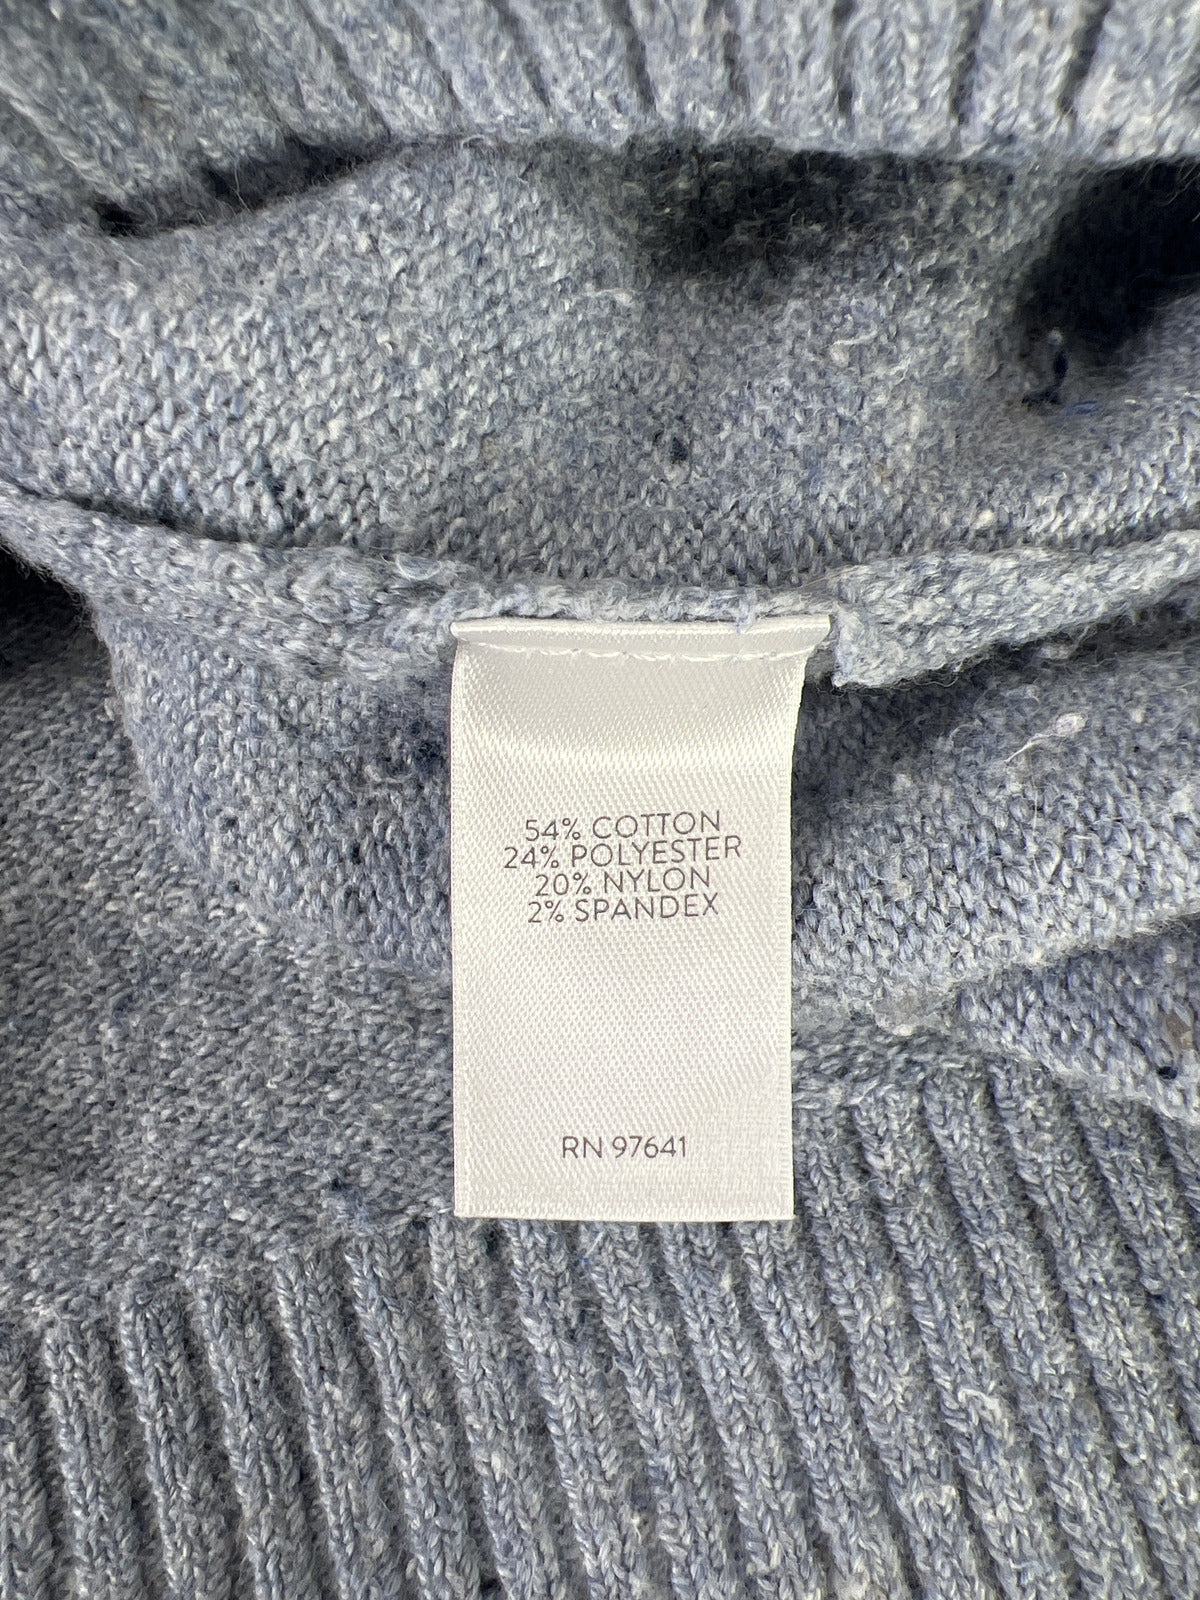 54% COTTON
24% POLYESTER
20% NYLON
2% SPANDEX
RN 97641